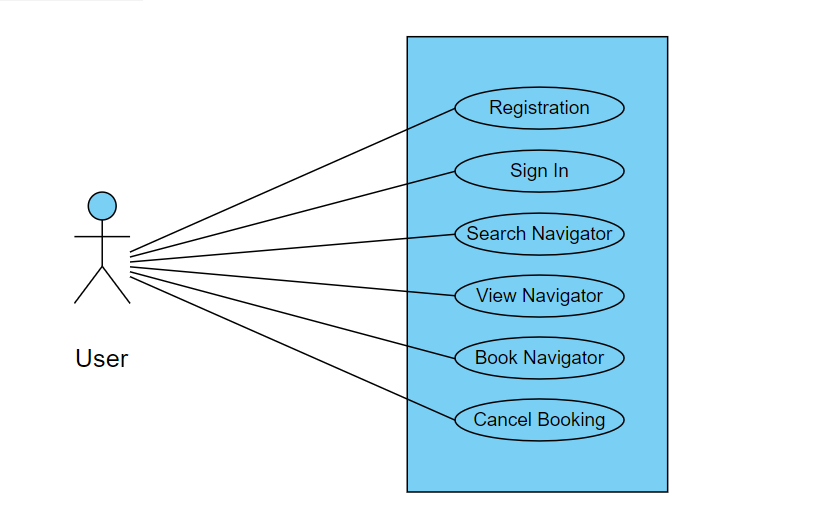 Registration
Sign In
Search Navigator
View Navigator
Book Navigator
User
Cancel Booking